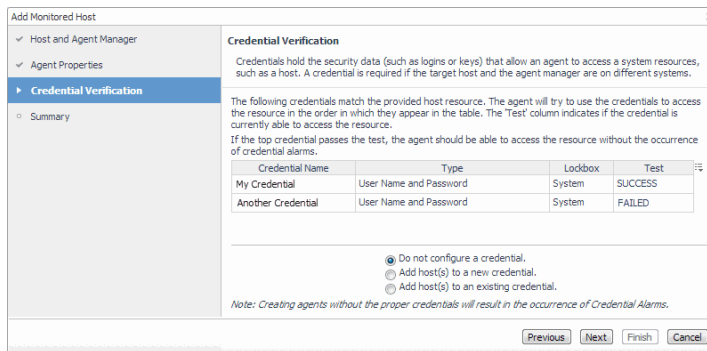 Add Monitored Host
Host and Agent Manager
Agent Properties
Credential Verification
Summary
Credential Verification
Credentials hold the security data (such as logins or keys) that allow an agent to access a system resources,
such as a host. A credential is required if the target host and the agent manager are on different systems.
The following credentials match the provided host resource. The agent will try to use the credentials to access
the resource in the order in which they appear in the table. The 'Test' column indicates if the credential is
currently able to access the resource.
If the top credential passes the test, the agent should be able to access the resource without the occurrence
of credential alarms.
Credential Name Type Lockbox Test
My Credential User Name and Password System SUCCESS
Another Credential User Name and Password System FAILED
Do not configure a credential.
Add host(s) to a new credential.
Add host(s) to an existing credential.
Note: Creating agents without the proper credentials will result in the occurrence of Credential Alarms.
Previous Next Finish Cancel